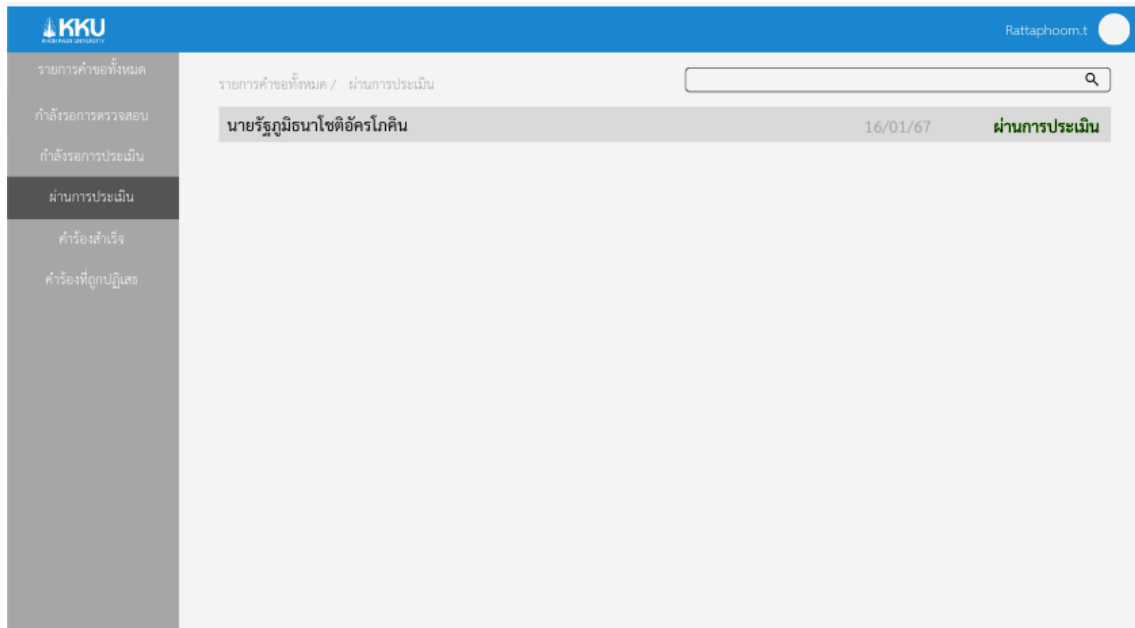 KKU
KHON KAEN UNIVERSITY
Rattaphoom.t
รายการคำขอทั้งหมด
กำลังรอการตรวจสอบ
กำลังรอการประเมิน
ผ่านการประเมิน
คำร้องสำเร็จ
คำร้องที่ถูกปฏิเสธ
รายการคำขอทั้งหมด / ผ่านการประเมิน
นายรัฐภูมิธนาโชติอัครโภคิน 16/01/67 ผ่านการประเมิน